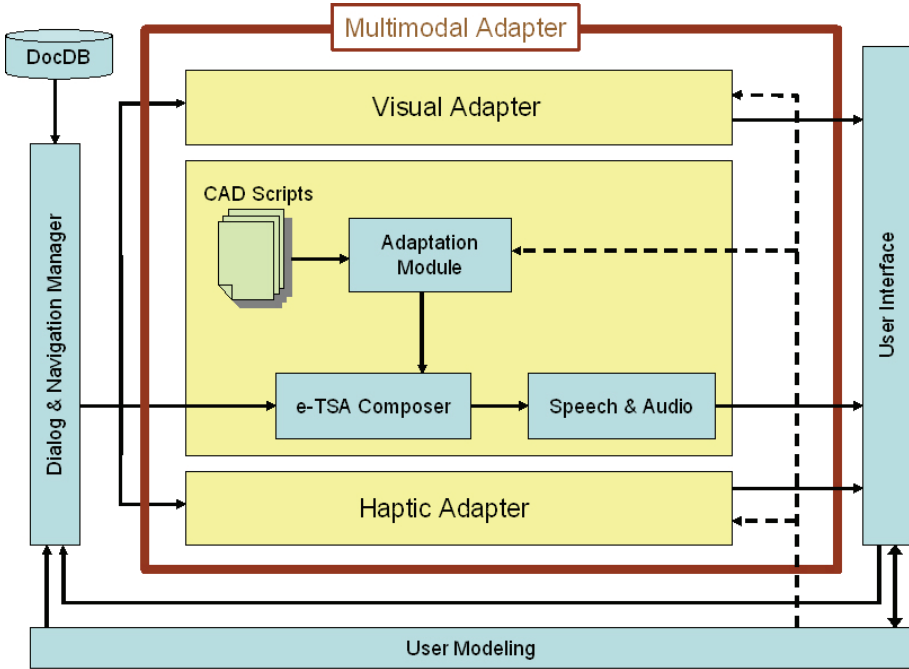 Multimodal Adapter
DocDB
Visual Adapter
CAD Scripts
Adaptation
Module
Dialog & Navigation Manager
User Interface
e-TSA Composer
Speech & Audio
Haptic Adapter
User Modeling